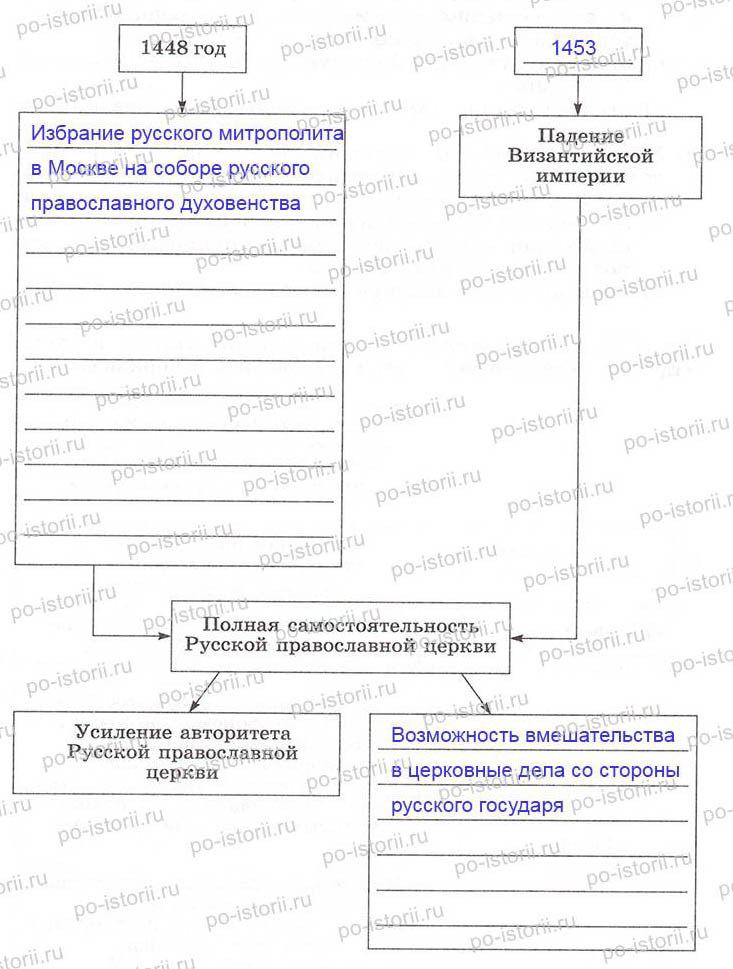 1448 год
1453
Избрание русского митрополита
в Москве на соборе русского
православного духовенства
Падение
Византийской
империи
Полная самостоятельность
Русской православной церкви
Усиление авторитета
Русской православной
церкви
Возможность вмешательства
в церковные дела со стороны
русского государя
po-istorii.ru